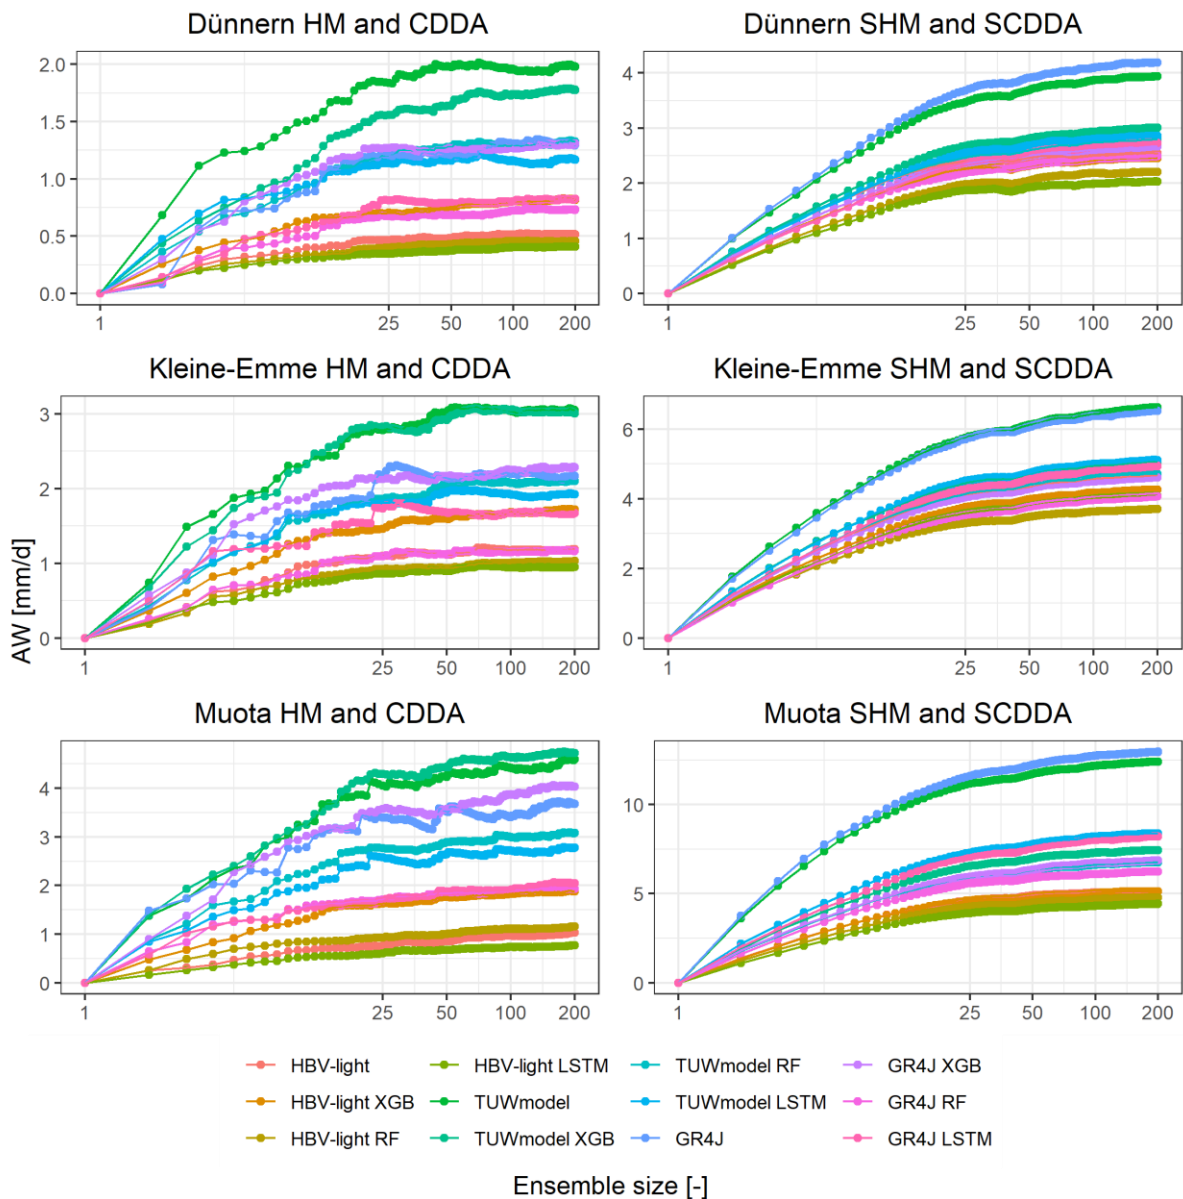 Dünnern HM and CDDA
Dünnern SHM and SCDDA
2.0
1.5
1.0
0.5
0.0
1 25 50 100 200
4
3
2
1
0
1 25 50 100 200
Kleine-Emme HM and CDDA
Kleine-Emme SHM and SCDDA
AW [mm/d]
3
2
1
0
1 25 50 100 200
6
4
2
0
1 25 50 100 200
Muota HM and CDDA
Muota SHM and SCDDA
4
3
2
1
0
1 25 50 100 200
10
5
0
1 25 50 100 200
HBV-light HBV-light LSTM TUWmodel RF GR4J XGB
HBV-light XGB TUWmodel TUWmodel LSTM GR4J RF
HBV-light RF TUWmodel XGB GR4J GR4J LSTM
Ensemble size [-]